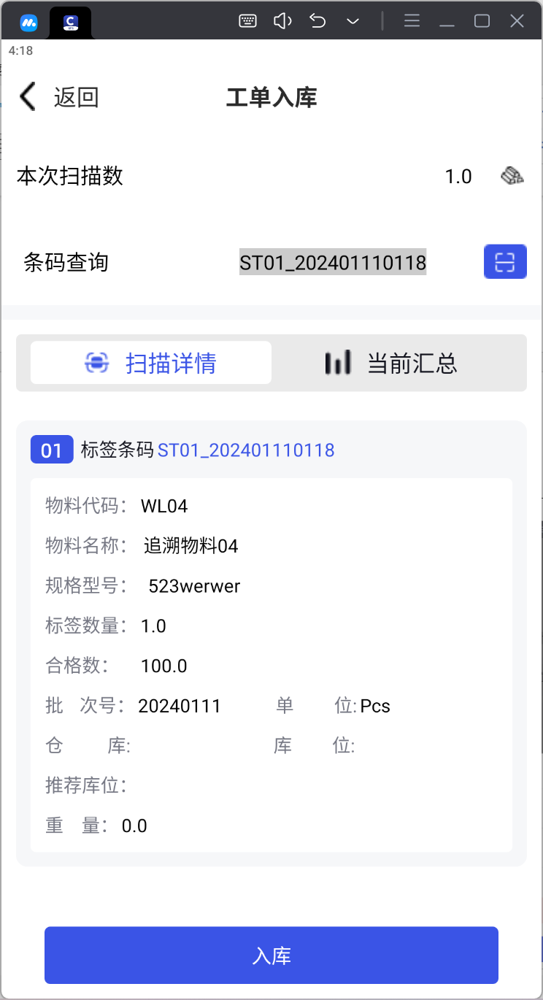 4:18
返回 工单入库
本次扫描数 1.0
条码查询 ST01_202401110118
扫描详情 当前汇总
01 标签条码 ST01_202401110118
物料代码： WL04
物料名称： 追溯物料04
规格型号： 523werwer
标签数量： 1.0
合格数： 100.0
批 次号： 20240111 单 位: Pcs
仓 库: 库 位:
推荐库位：
重 量： 0.0
入库